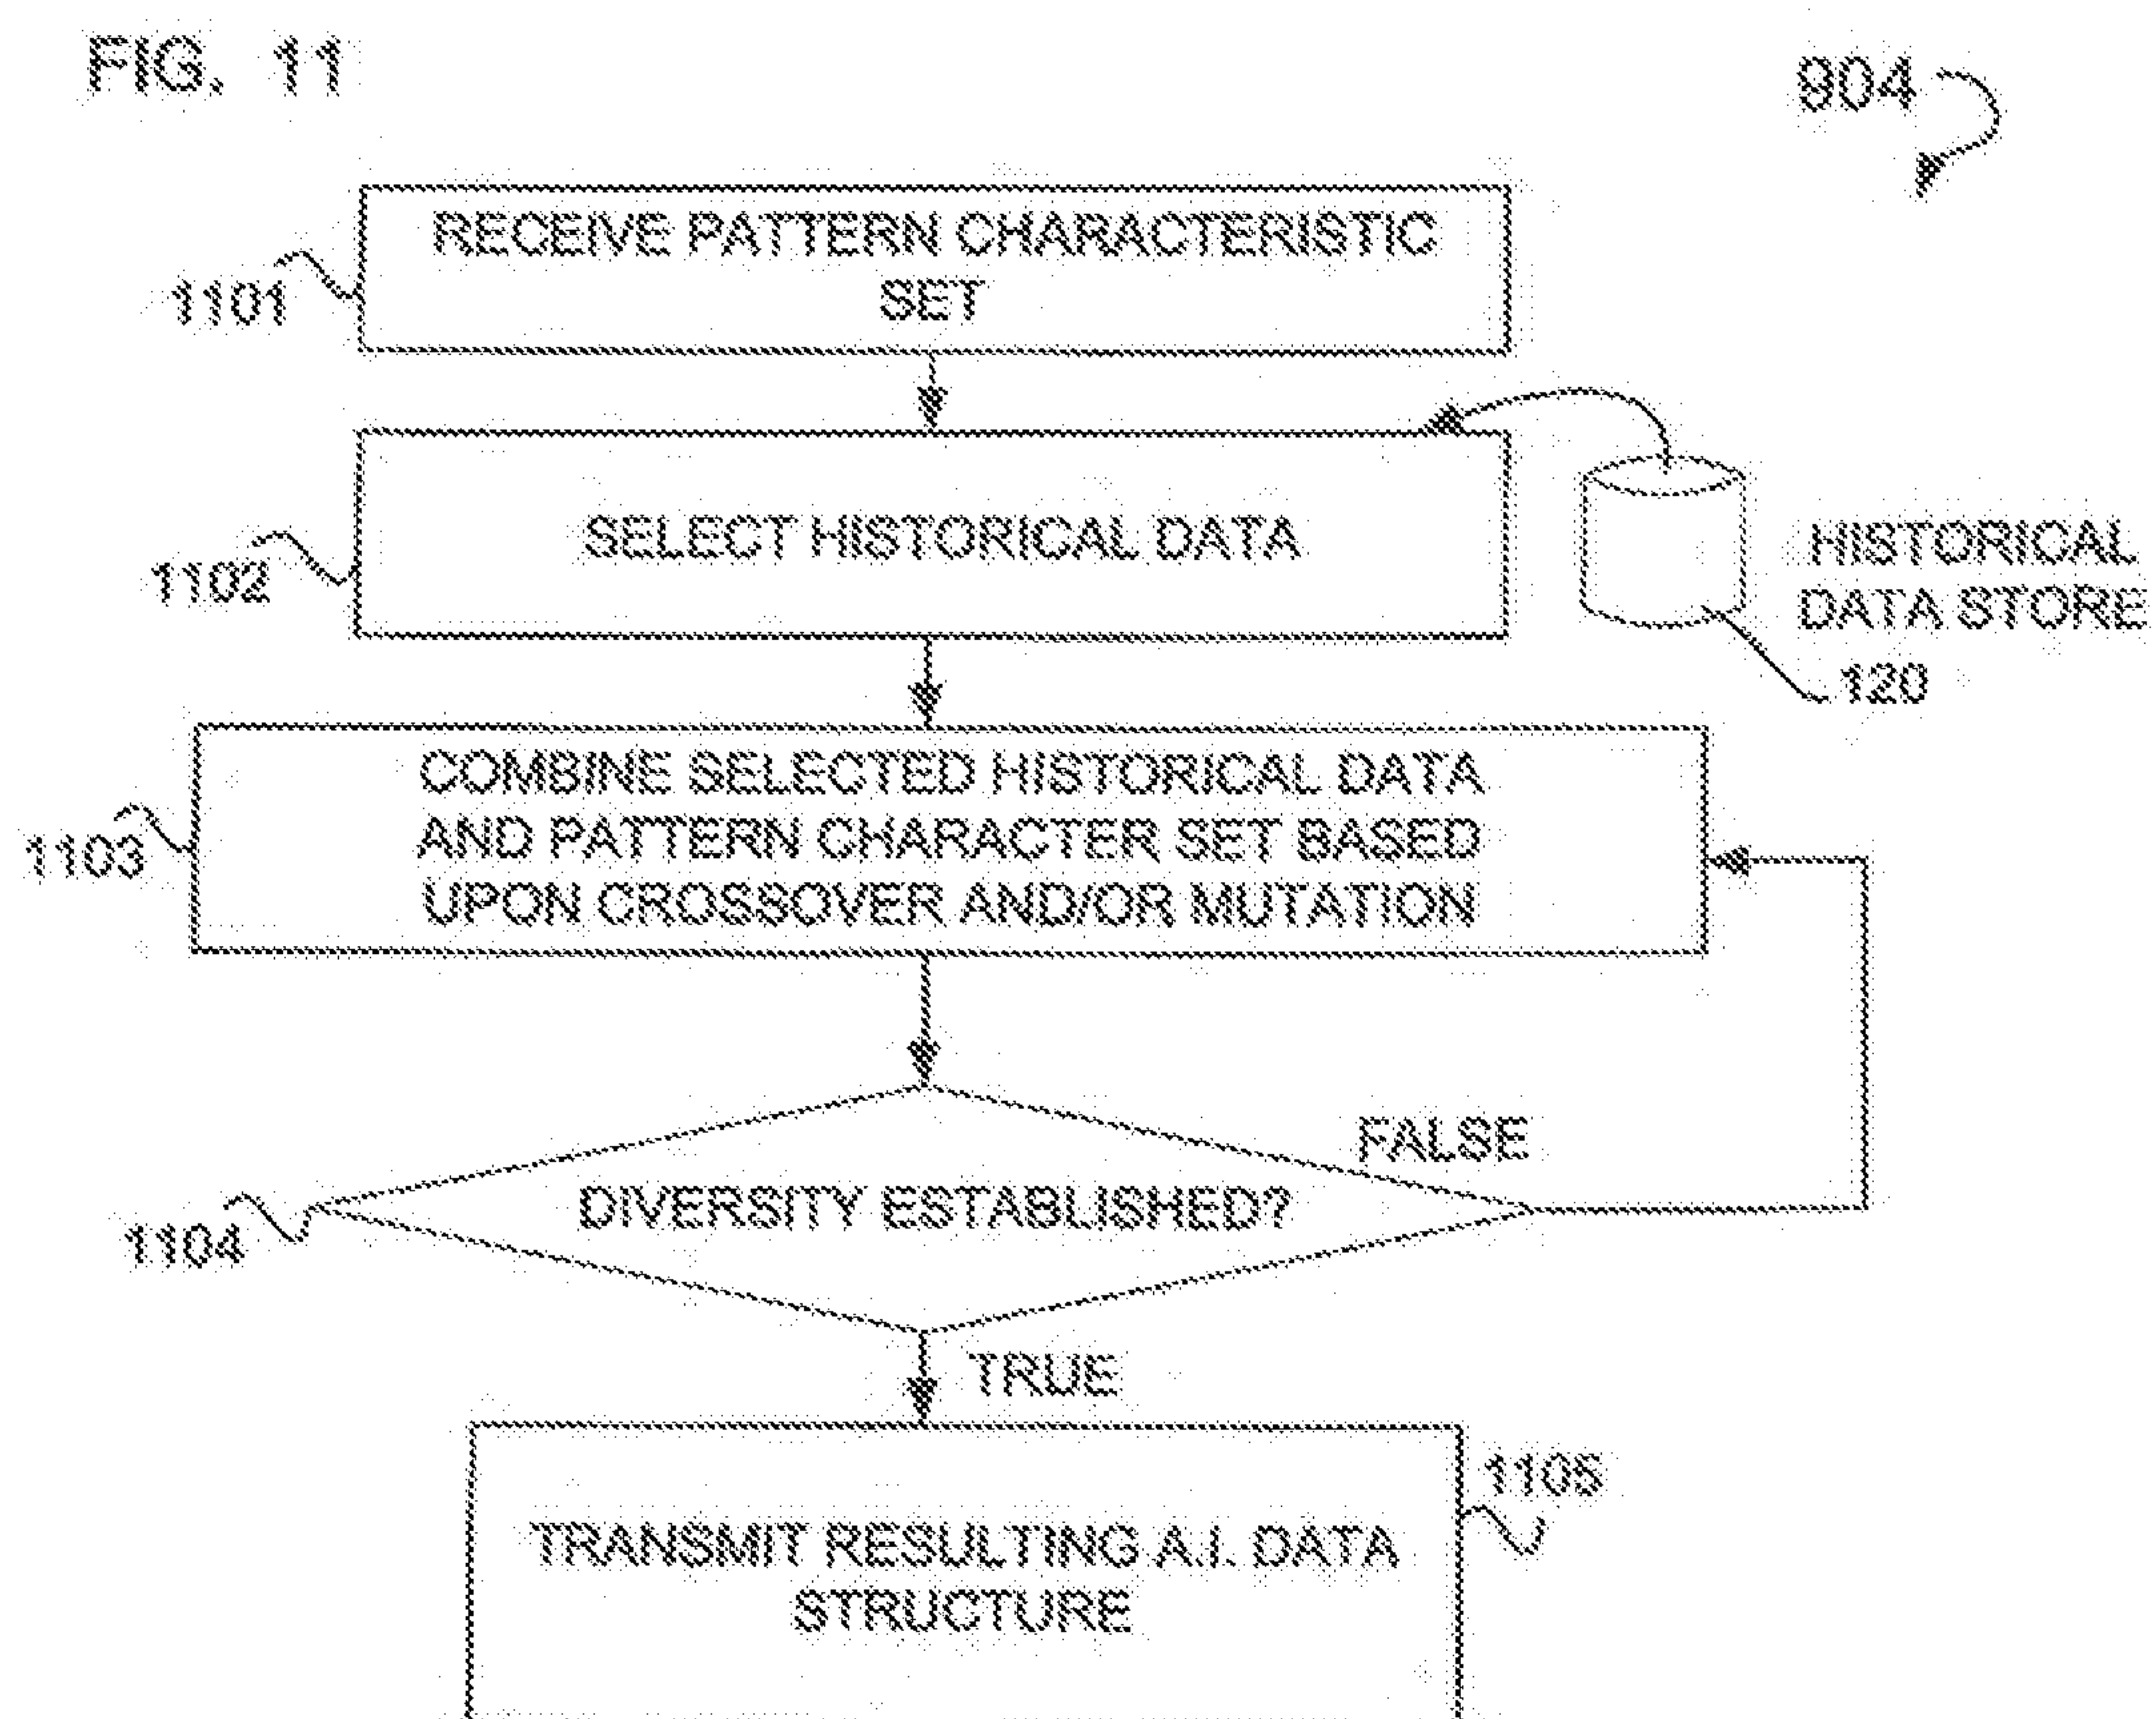 FIG. 11
904
RECEIVE PATTERN CHARACTERISTIC
SET
1101
SELECT HISTORICAL DATA
1102
HISTORICAL
DATA STORE
120
COMBINE SELECTED HISTORICAL DATA
AND PATTERN CHARACTER SET BASED
UPON CROSSOVER AND/OR MUTATION
1103
FALSE
DIVERSITY ESTABLISHED?
1104
TRUE
1105
TRANSMIT RESULTING A.I. DATA
STRUCTURE